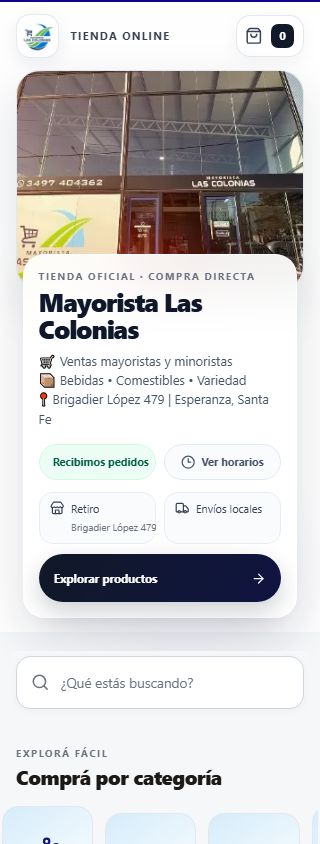 TIENDA ONLINE
0
3497 404362
MAYORISTA
LAS COLONIAS
MAYORISTA
TIENDA OFICIAL · COMPRA DIRECTA
Mayorista Las
Colonias
🛒 Ventas mayoristas y minoristas
📦 Bebidas • Comestibles • Variedad
📍Brigadier López 479 | Esperanza, Santa
Fe
Recibimos pedidos
Ver horarios
Retiro
Brigadier López 479
Envíos locales
Explorar productos
¿Qué estás buscando?
EXPLORÁ FÁCIL
Comprá por categoría